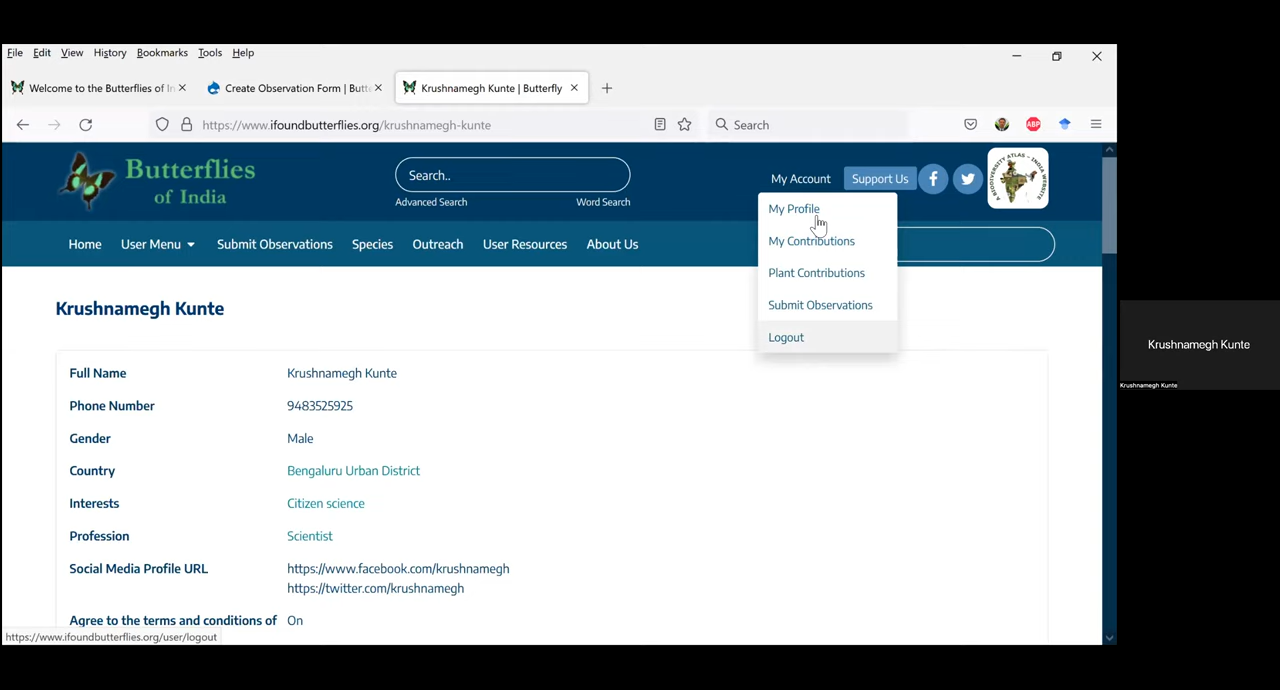 File Edit View History Bookmarks Tools Help
Welcome to the Butterflies of In
Create Observation Form | Butte
Krushnamegh Kunte | Butterfly
https://www.ifoundbutterflies.org/krushnamegh-kunte
Search
ABP
Butterflies
of India
Search..
Advanced Search Word Search
My Account Support Us
My Profile
My Contributions
Plant Contributions
Submit Observations
Logout
Home User Menu Submit Observations Species Outreach User Resources About Us
Krushnamegh Kunte
Full Name Krushnamegh Kunte
Phone Number 9483525925
Gender Male
Country Bengaluru Urban District
Interests Citizen science
Profession Scientist
Social Media Profile URL https://www.facebook.com/krushnamegh
https://twitter.com/krushnamegh
Agree to the terms and conditions of On
https://www.ifoundbutterflies.org/user/logout
Krushnamegh Kunte
Krushnamegh Kunte